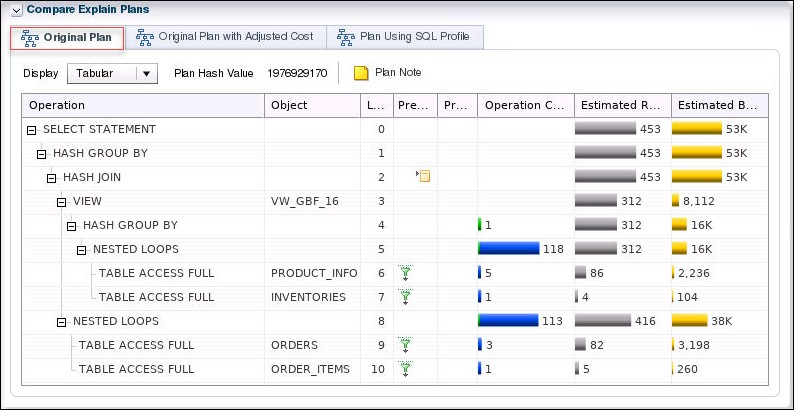 Compare Explain Plans
Original Plan Original Plan with Adjusted Cost Plan Using SQL Profile
Display Tabular Plan Hash Value 1976929170 Plan Note
Operation Object L... Pre... Pr... Operation C... Estimated R... Estimated B...
SELECT STATEMENT 0 453 53K
HASH GROUP BY 1 453 53K
HASH JOIN 2 453 53K
VIEW VW_GBF_16 3 312 8,112
HASH GROUP BY 4 1 312 16K
NESTED LOOPS 5 118 312 16K
TABLE ACCESS FULL PRODUCT_INFO 6 5 86 2,236
TABLE ACCESS FULL INVENTORIES 7 1 4 104
NESTED LOOPS 8 113 416 38K
TABLE ACCESS FULL ORDERS 9 3 82 3,198
TABLE ACCESS FULL ORDER_ITEMS 10 1 5 260